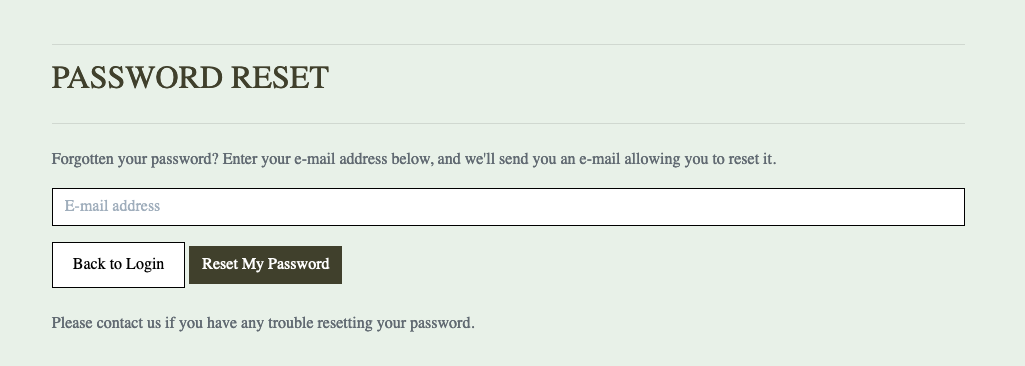 PASSWORD RESET
Forgotten your password? Enter your e-mail address below, and we'll send you an e-mail allowing you to reset it.
E-mail address
Back to Login Reset My Password
Please contact us if you have any trouble resetting your password.